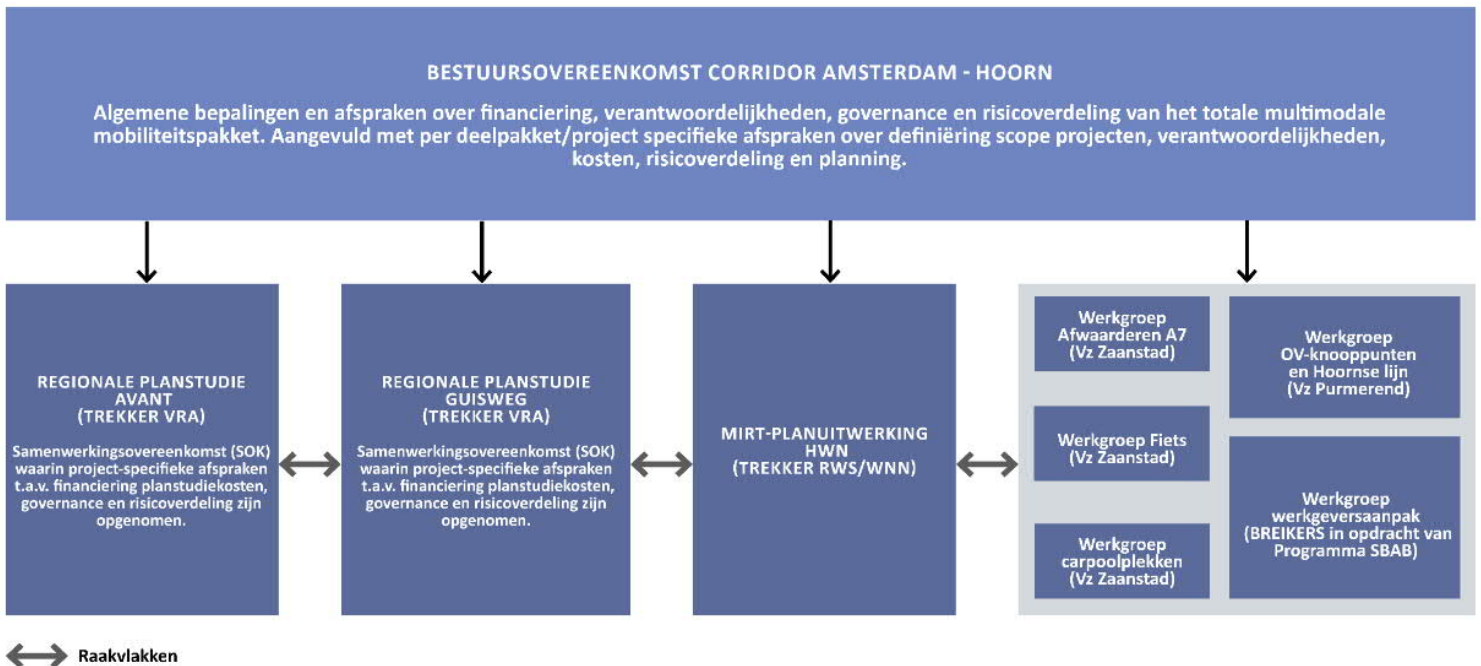 BESTUURSOVEREENKOMST CORRIDOR AMSTERDAM - HOORN
Algemene bepalingen en afspraken over financiering, verantwoordelijkheden, governance en risicoverdeling van het totale multimodale
mobiliteitspakket. Aangevuld met per deelpakket/project specifieke afspraken over definiëring scope projecten, verantwoordelijkheden,
kosten, risicoverdeling en planning.
REGIONALE PLANSTUDIE
AVANT
(TREKKER VRA)
Samenwerkingsovereenkomst (SOK)
waarin project-specifieke afspraken
t.a.v. financiering planstudiekosten,
governance en risicoverdeling zijn
opgenomen.
REGIONALE PLANSTUDIE
GUISWEG
(TREKKER VRA)
Samenwerkingsovereenkomst (SOK)
waarin project-specifieke afspraken
t.a.v. financiering planstudiekosten,
governance en risicoverdeling zijn
opgenomen.
MIRT-PLANUITWERKING
HWN
(TREKKER RWS/WNN)
Werkgroep
Afwaarderen A7
(Vz Zaanstad)
Werkgroep Fiets
(Vz Zaanstad)
Werkgroep
carpoolplekken
(Vz Zaanstad)
Werkgroep
OV-knooppunten
en Hoornse lijn
(Vz Purmerend)
Werkgroep
werkgeversaanpak
(BREIKERS in opdracht van
Programma SBAB)
Raakvlakken